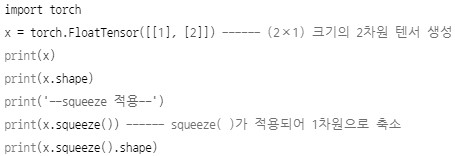 import torch
x = torch.FloatTensor([[1], [2]]) ------ (2×1) 크기의 2차원 텐서 생성
print(x)
print(x.shape)
print('--squeeze 적용--')
print(x.squeeze()) ------ squeeze( )가 적용되어 1차원으로 축소
print(x.squeeze().shape)